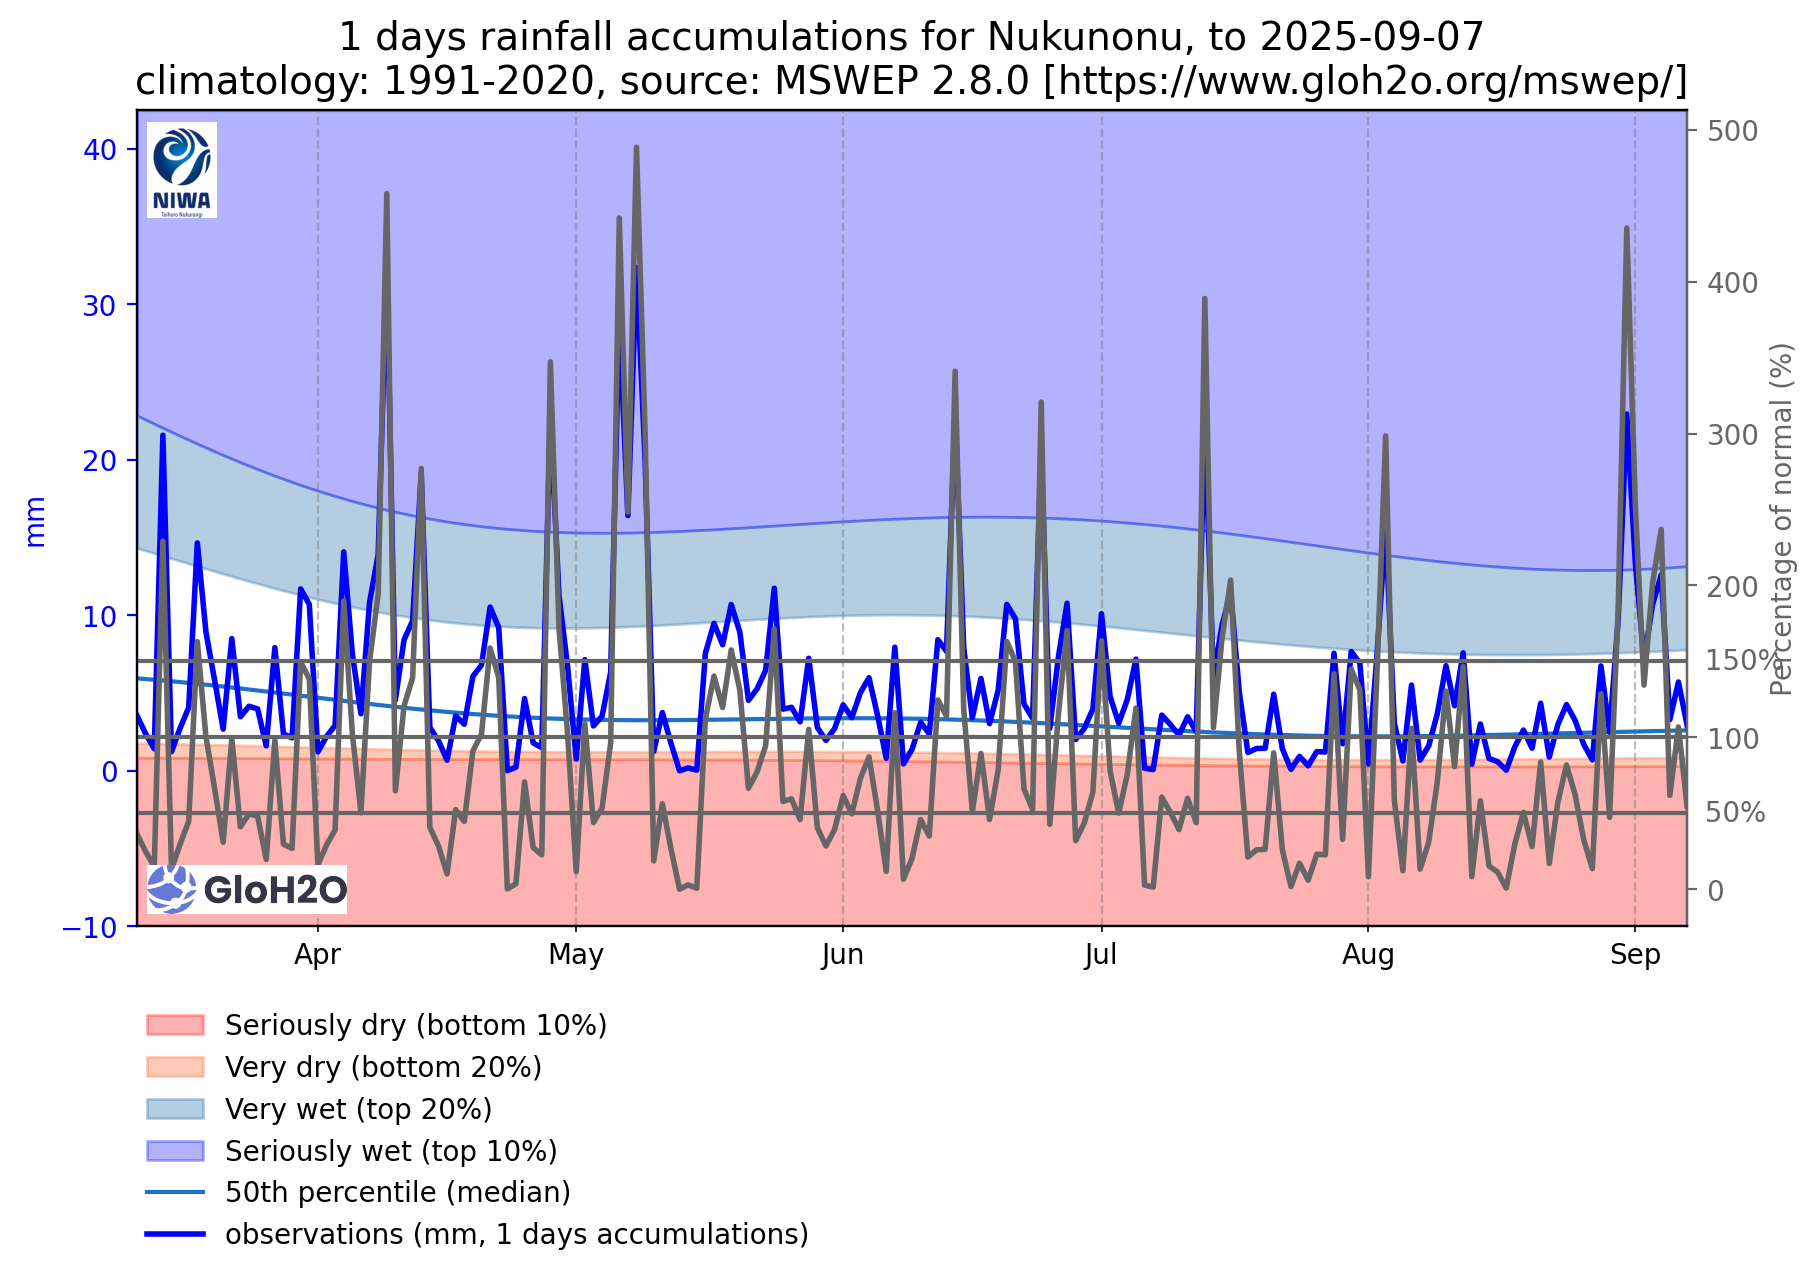 1 days rainfall accumulations for Nukunonu, to 2025-09-07
climatology: 1991-2020, source: MSWEP 2.8.0 [https://www.gloh2o.org/mswep/]
NIWA
Taihoro Nukurangi
40
30
20
10
0
−10
mm
500
400
300
200
150%
100
50%
0
Percentage of normal (%)
GloH2O
Apr
May
Jun
Jul
Aug
Sep
Seriously dry (bottom 10%)
Very dry (bottom 20%)
Very wet (top 20%)
Seriously wet (top 10%)
50th percentile (median)
observations (mm, 1 days accumulations)